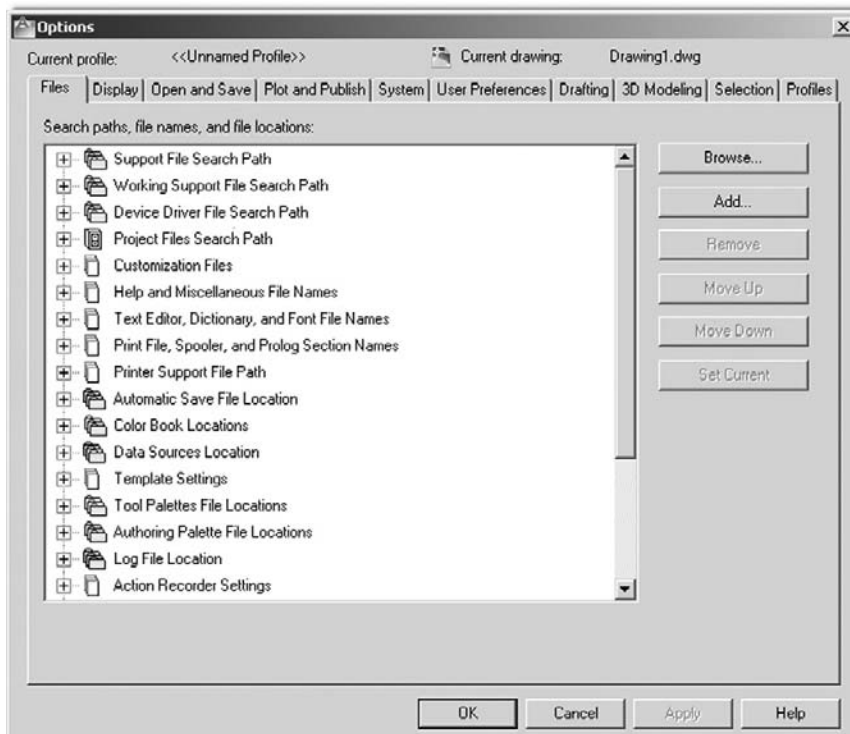 Options
Current profile: <<Unnamed Profile>> Current drawing: Drawing1.dwg
Files Display Open and Save Plot and Publish System User Preferences Drafting 3D Modeling Selection Profiles
Search paths, file names, and file locations:
Support File Search Path
Working Support File Search Path
Device Driver File Search Path
Project Files Search Path
Customization Files
Help and Miscellaneous File Names
Text Editor, Dictionary, and Font File Names
Print File, Spooler, and Prolog Section Names
Printer Support File Path
Automatic Save File Location
Color Book Locations
Data Sources Location
Template Settings
Tool Palettes File Locations
Authoring Palette File Locations
Log File Location
Action Recorder Settings
Browse...
Add...
Remove
Move Up
Move Down
Set Current
OK Cancel Apply Help